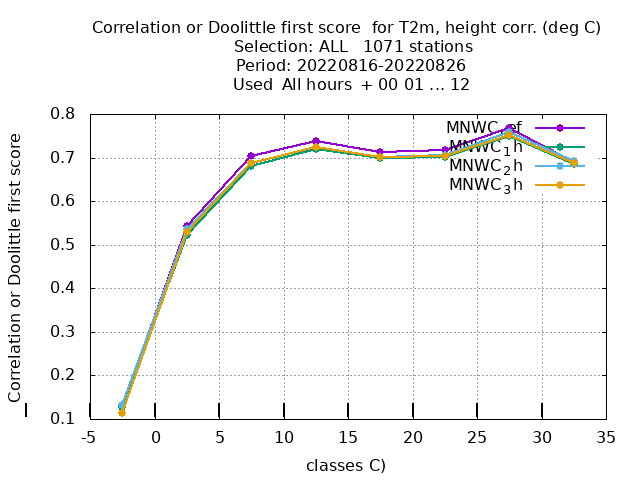 Correlation or Doolittle first score for T2m, height corr. (deg C)
Selection: ALL 1071 stations
Period: 20220816-20220826
Used All hours + 00 01 ... 12
Correlation or Doolittle first score
0.8
0.7
0.6
0.5
0.4
0.3
0.2
0.1
MNWC_ef
MNWC_1h
MNWC_2h
MNWC_3h
-5 0 5 10 15 20 25 30 35
classes C)